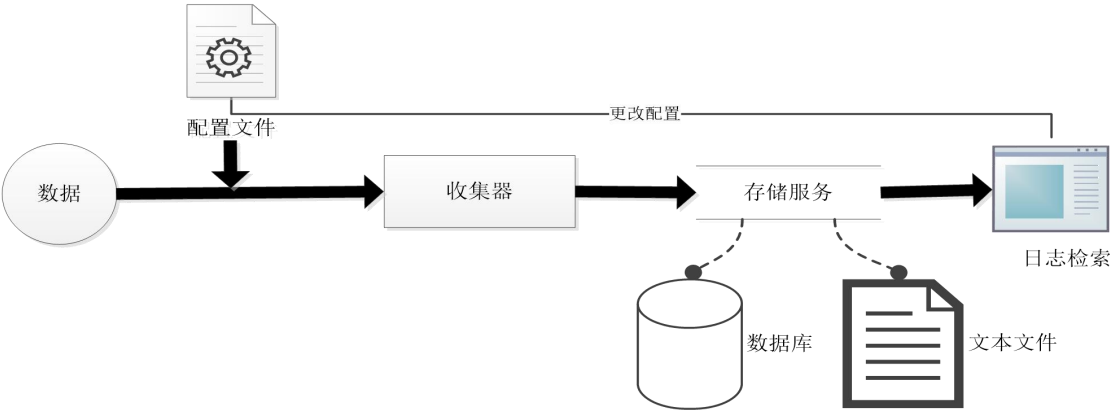 更改配置
配置文件
数据
收集器
存储服务
日志检索
数据库
文本文件